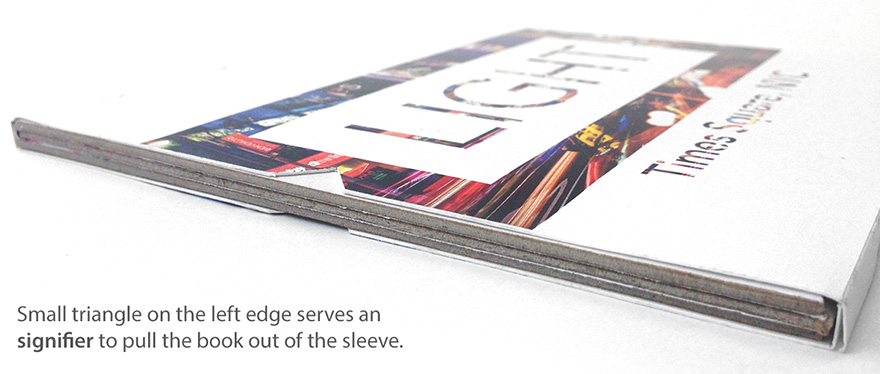 LIGHT
Times Square, NYC
Small triangle on the left edge serves an
signifier to pull the book out of the sleeve.